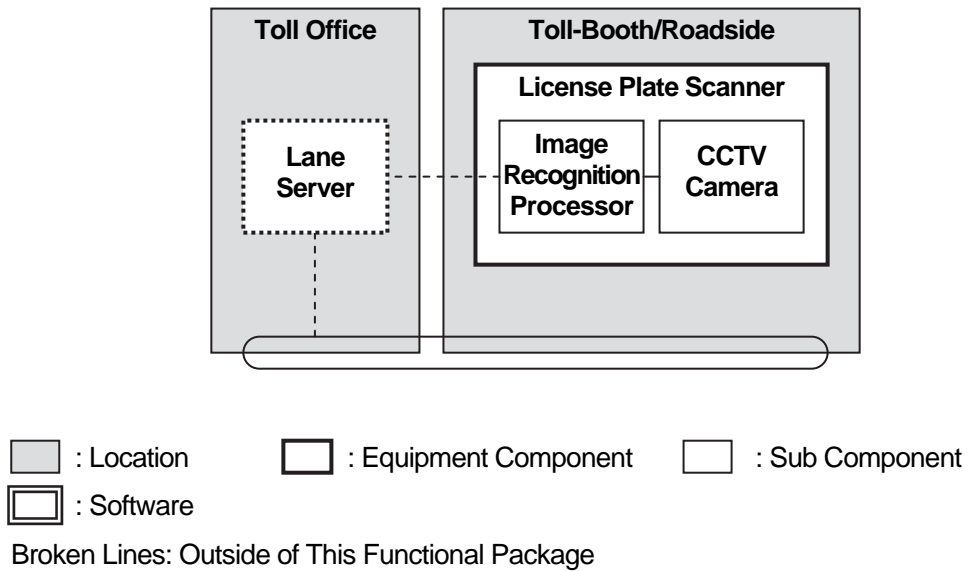 Toll Office
Toll-Booth/Roadside
License Plate Scanner
Lane
Server
Image
Recognition
Processor
CCTV
Camera
: Location
: Equipment Component
: Sub Component
: Software
Broken Lines: Outside of This Functional Package